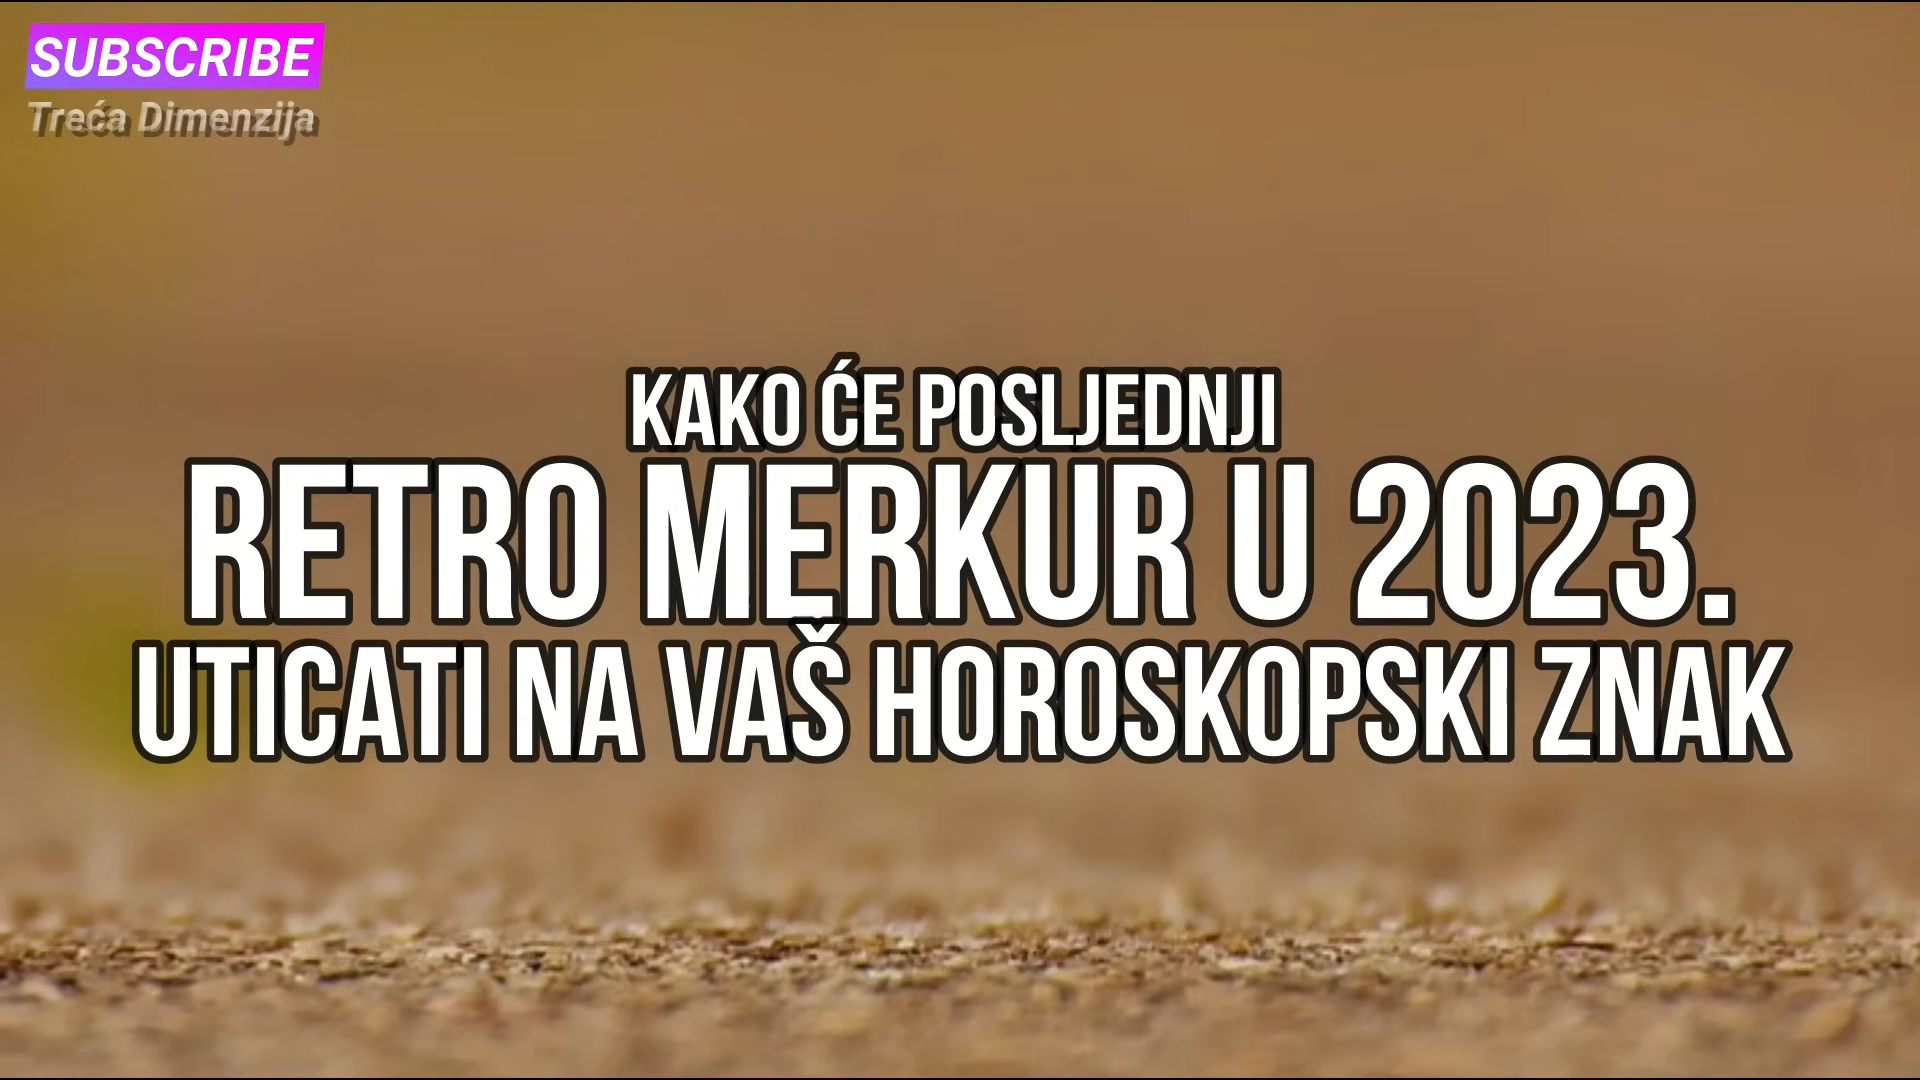 SUBSCRIBE
Treća Dimenzija
KAKO ĆE POSLJEDNJI
RETRO MERKUR U 2023.
UTICATI NA VAŠ HOROSKOPSKI ZNAK